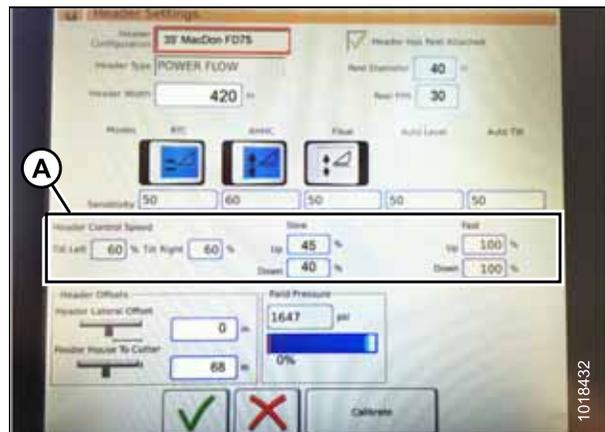 Header Settings
Header Configuration 35' MacDon FD75 Header Has Reel Attached
Header Type POWER FLOW Reel Diameter 40 in
Header Width 420 in Reel PPR 30
Modes RTC AHHC Float Auto Level Auto Tilt
A
Sensitivity 50 60 50 50 50
Header Control Speed Slow Fast
Tilt Left 60 % Tilt Right 60 % Up 45 % Up 100 %
Down 40 % Down 100 %
Header Offsets Field Pressure
Header Lateral Offset 1647 psi
0 in
Feeder House To Cutter 0%
68 in
Calibrate
1018432